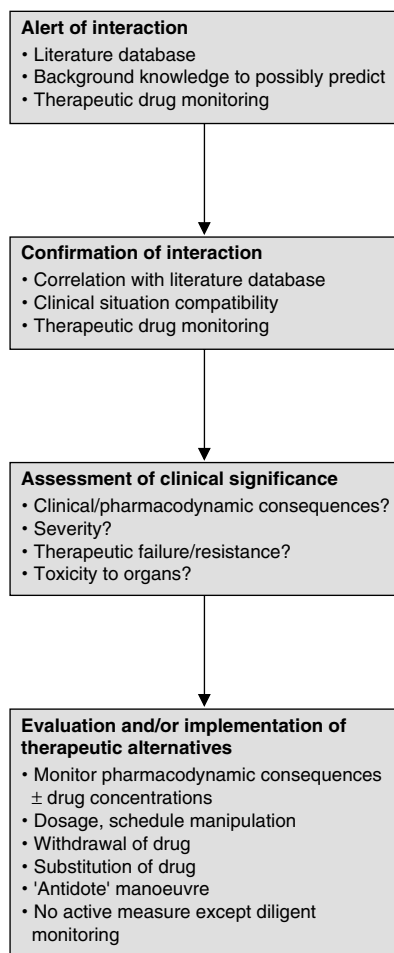 Alert of interaction
• Literature database
• Background knowledge to possibly predict
• Therapeutic drug monitoring
Confirmation of interaction
• Correlation with literature database
• Clinical situation compatibility
• Therapeutic drug monitoring
Assessment of clinical significance
• Clinical/pharmacodynamic consequences?
• Severity?
• Therapeutic failure/resistance?
• Toxicity to organs?
Evaluation and/or implementation of
therapeutic alternatives
• Monitor pharmacodynamic consequences
± drug concentrations
• Dosage, schedule manipulation
• Withdrawal of drug
• Substitution of drug
• 'Antidote' manoeuvre
• No active measure except diligent
monitoring